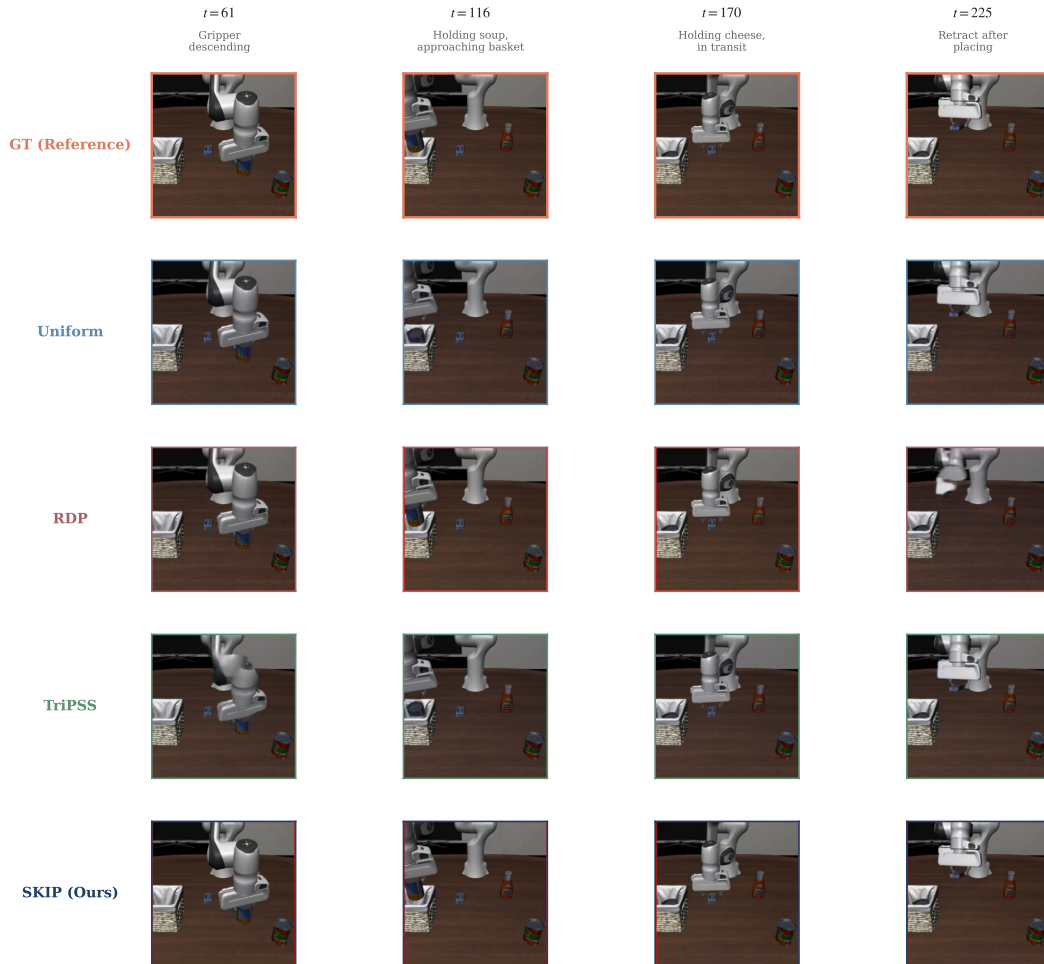 t = 61
t = 116
t = 170
t = 225
Gripper
descending
Holding soup,
approaching basket
Holding cheese,
in transit
Retract after
placing
GT (Reference)
Uniform
RDP
TriPSS
SKIP (Ours)